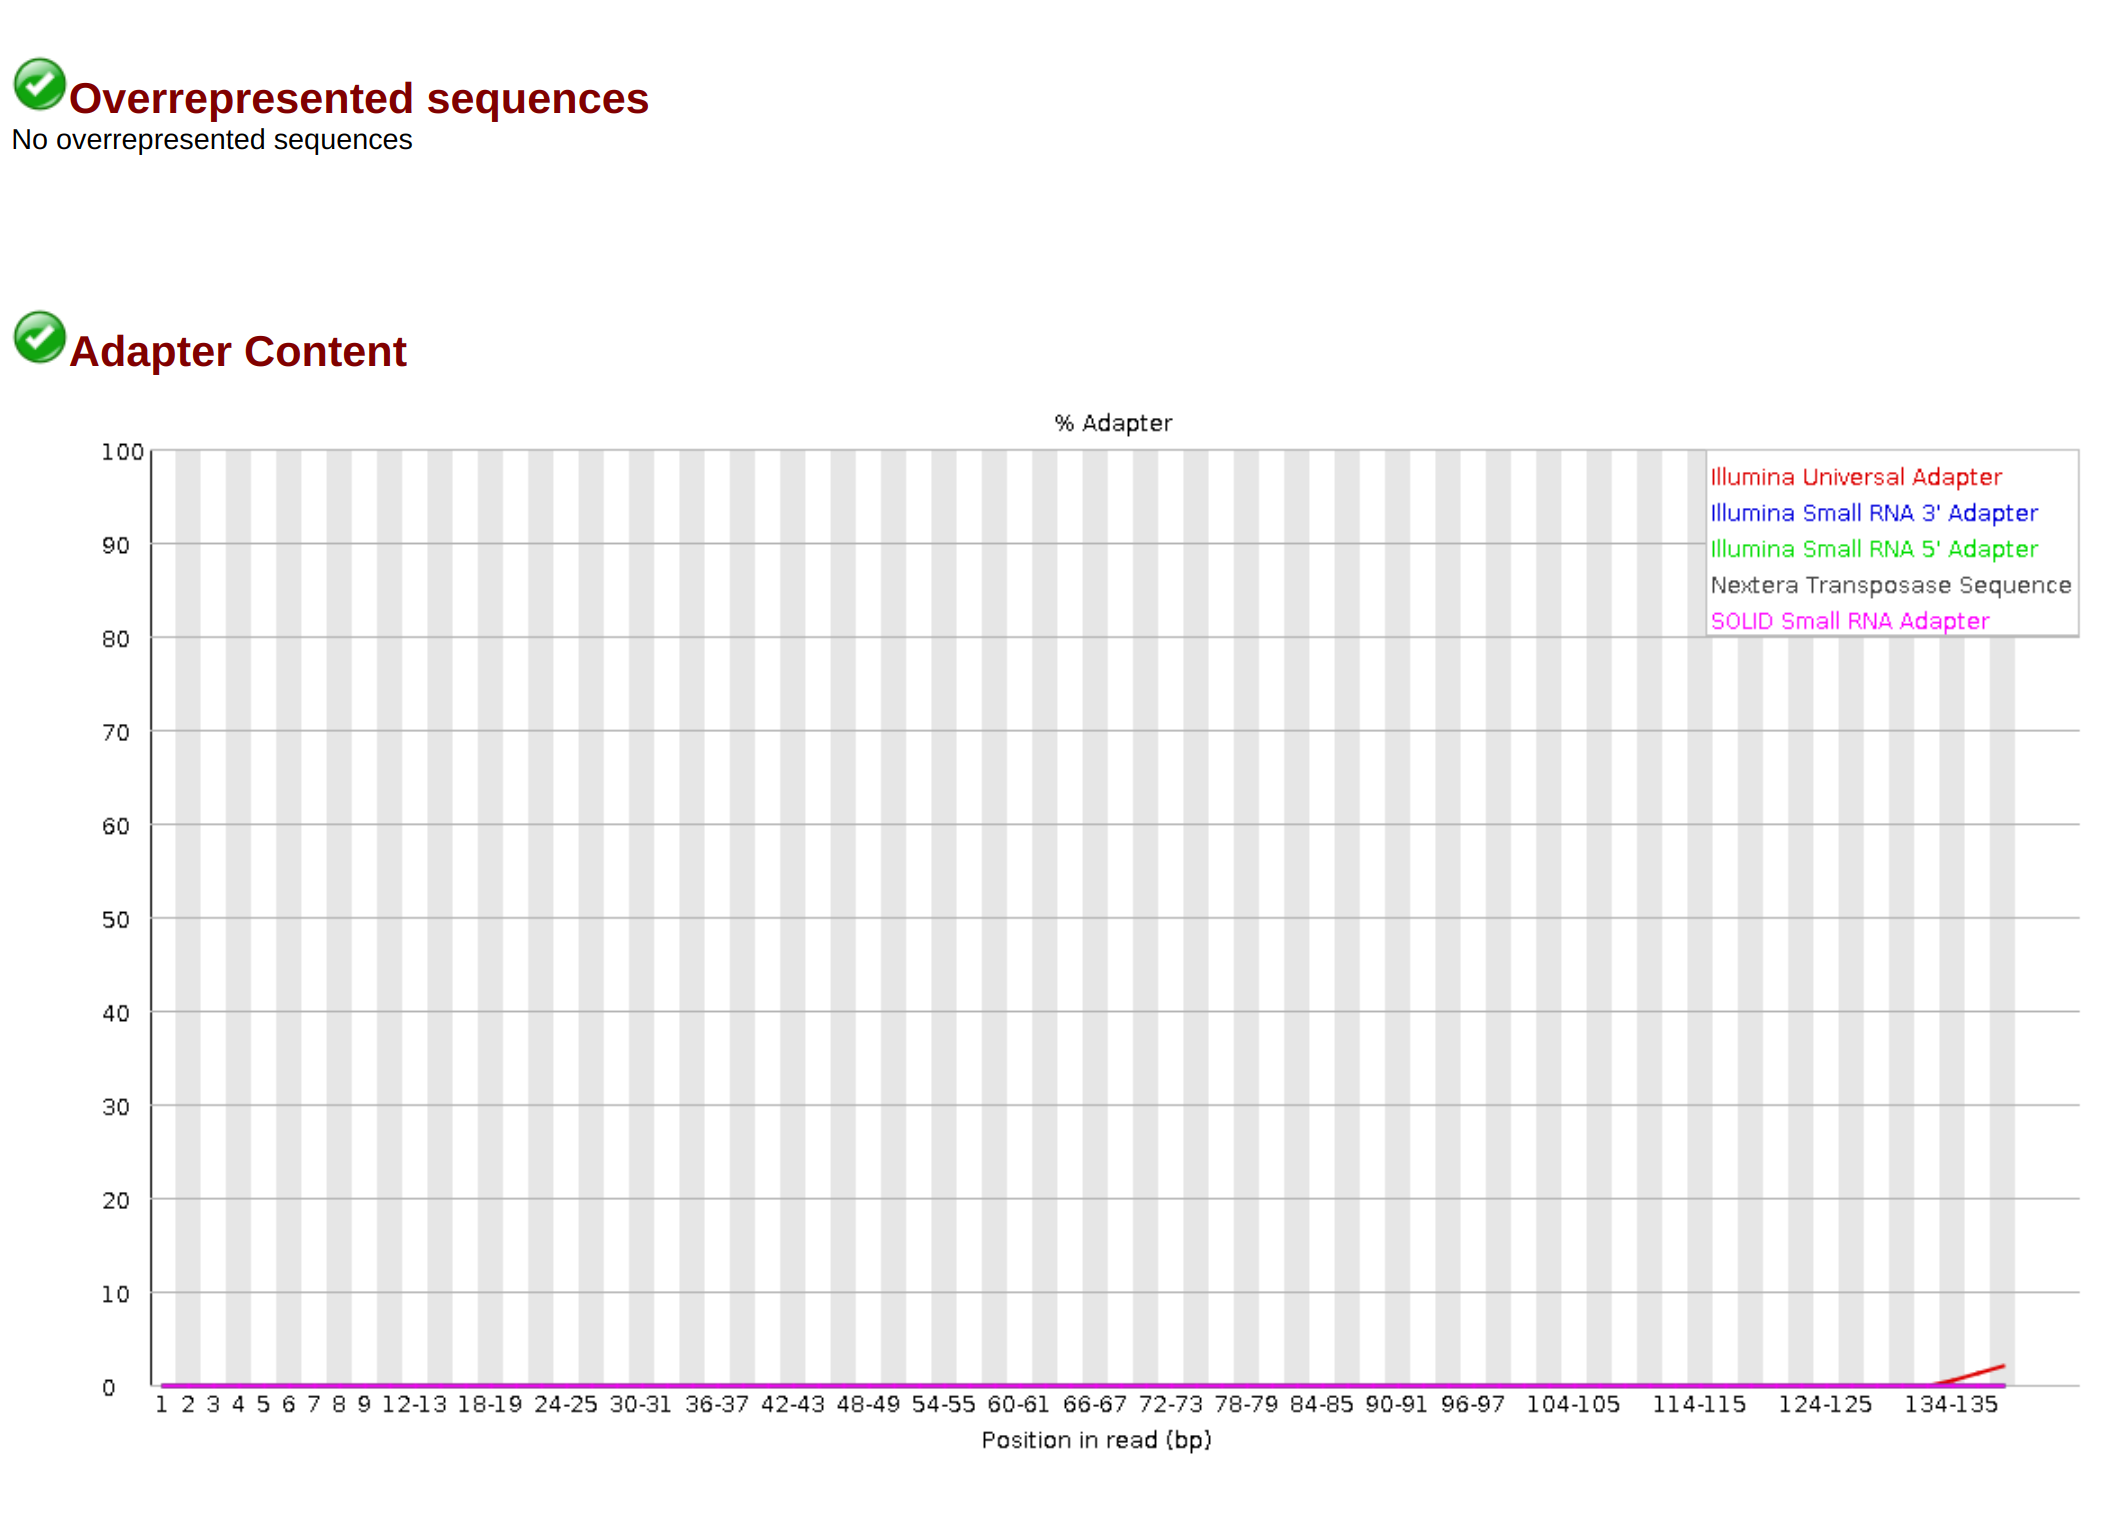 Overrepresented sequences
No overrepresented sequences
Adapter Content
% Adapter
100
90
80
70
60
50
40
30
20
10
0
Illumina Universal Adapter
Illumina Small RNA 3' Adapter
Illumina Small RNA 5' Adapter
Nextera Transposase Sequence
SOLID Small RNA Adapter
1 2 3 4 5 6 7 8 9 12-13 18-19 24-25 30-31 36-37 42-43 48-49 54-55 60-61 66-67 72-73 78-79 84-85 90-91 96-97 104-105 114-115 124-125 134-135
Position in read (bp)